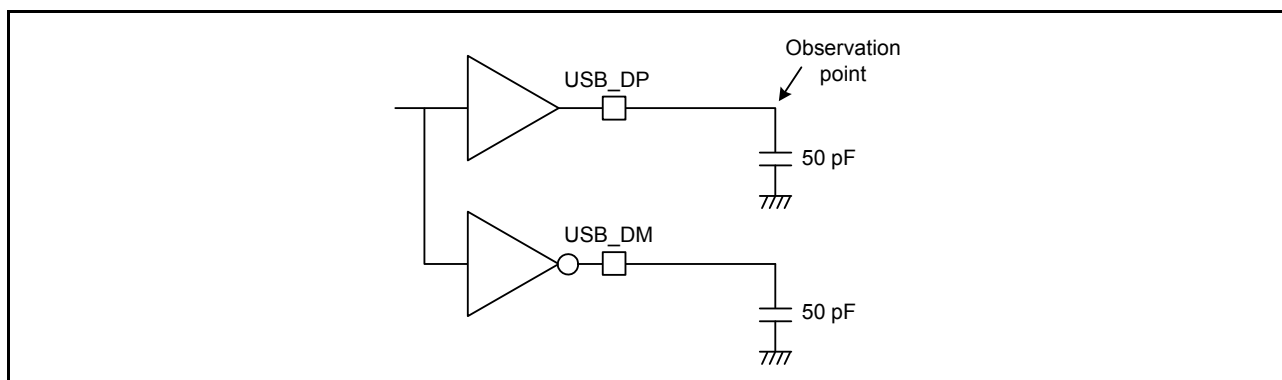 Observation
point
USB_DP
50 pF
USB_DM
50 pF